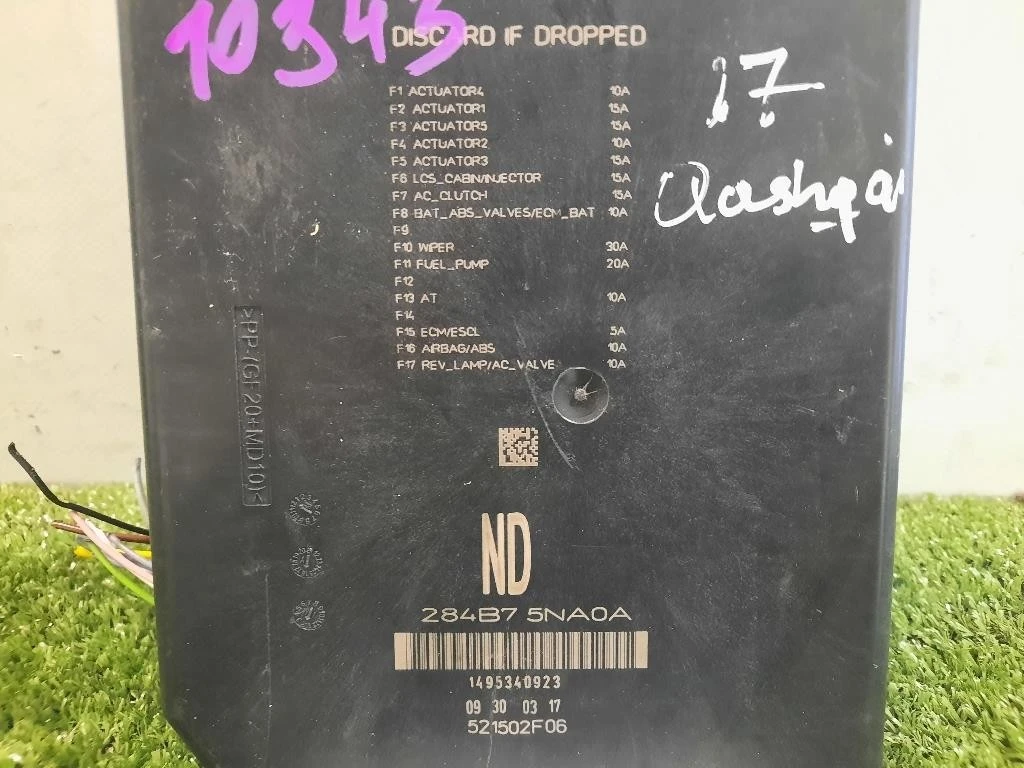 10343
DISCARD IF DROPPED
F1 ACTUATOR4 10A
F2 ACTUATOR1 15A
F3 ACTUATOR5 15A
F4 ACTUATOR2 10A
F5 ACTUATOR3 15A
F6 LCS_CABIN/INJECTOR 15A
F7 AC_CLUTCH 15A
F8 BAT_ABS_VALVES/ECM_BAT 10A
F9
F10 WIPER 30A
F11 FUEL_PUMP 20A
F12
F13 AT 10A
F14
F15 ECM/ESCL 5A
F16 AIRBAG/ABS 10A
F17 REV_LAMP/AC_VALVE 10A
17
Qashqai
>PP-(GF20+MD10)<
ND
284B7 5NA0A
1495340923
09 30 03 17
521502F06